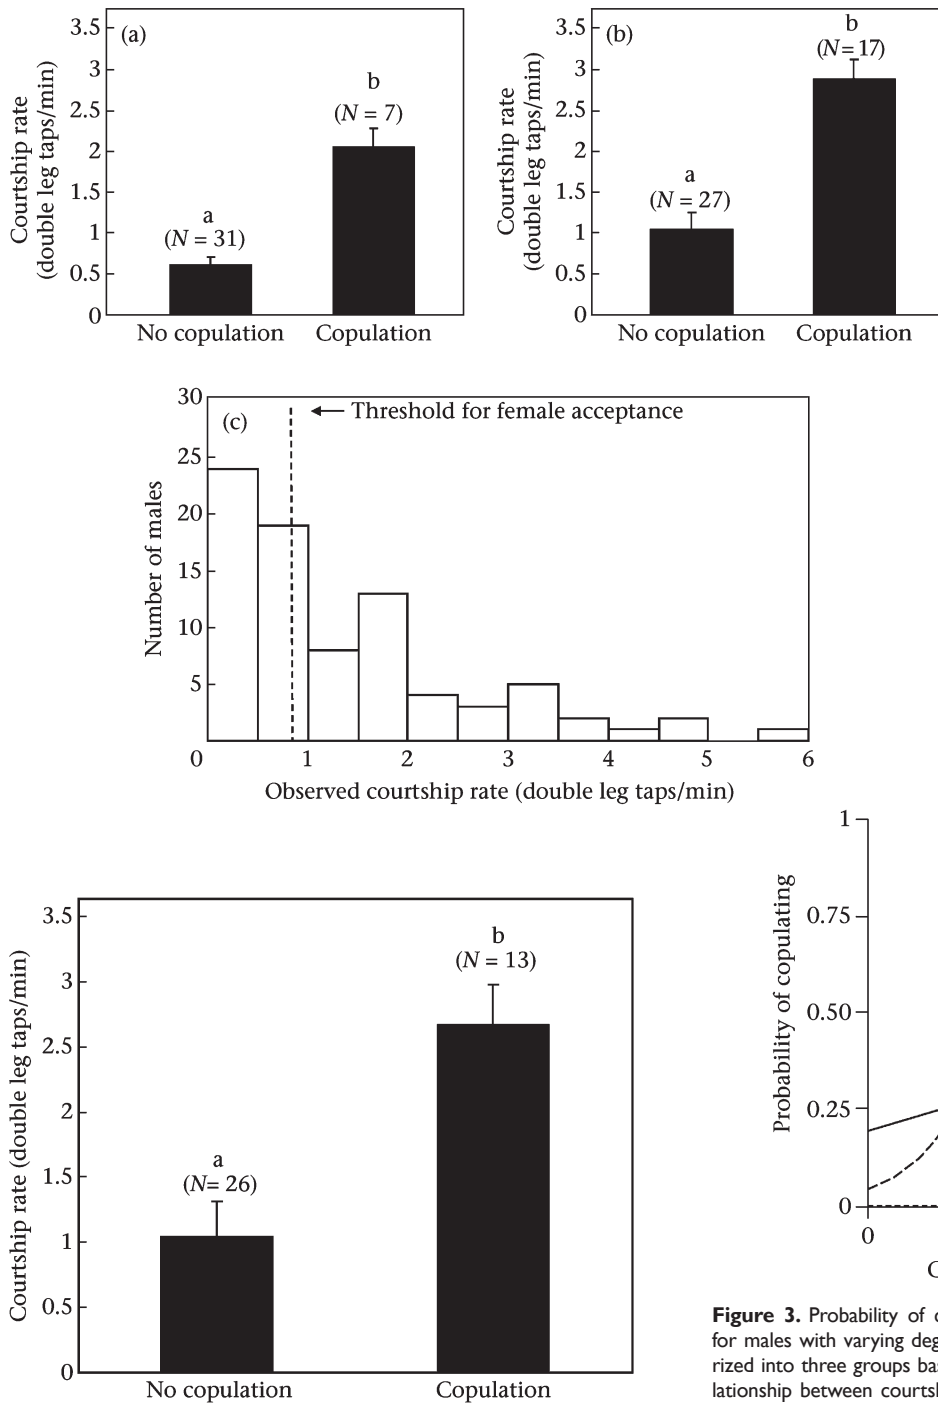 (a)
3.5
3
2.5
2
1.5
1
0.5
0
Courtship rate
(double leg taps/min)
a
(N = 31)
b
(N = 7)
No copulation
Copulation
(b)
3.5
3
2.5
2
1.5
1
0.5
0
Courtship rate
(double leg taps/min)
a
(N = 27)
b
(N= 17)
No copulation
Copulation
(c)
30
25
20
15
10
5
Number of males
Threshold for female acceptance
0 1 2 3 4 5 6
Observed courtship rate (double leg taps/min)
3.5
3
2.5
2
1.5
1
0.5
0
Courtship rate (double leg taps/min)
a
(N= 26)
b
(N = 13)
No copulation
Copulation
1
0.75
0.50
0.25
0
Probability of copulating
0
C
Figure 3. Probability of c
for males with varying deg
rized into three groups ba
lationship between courtsh